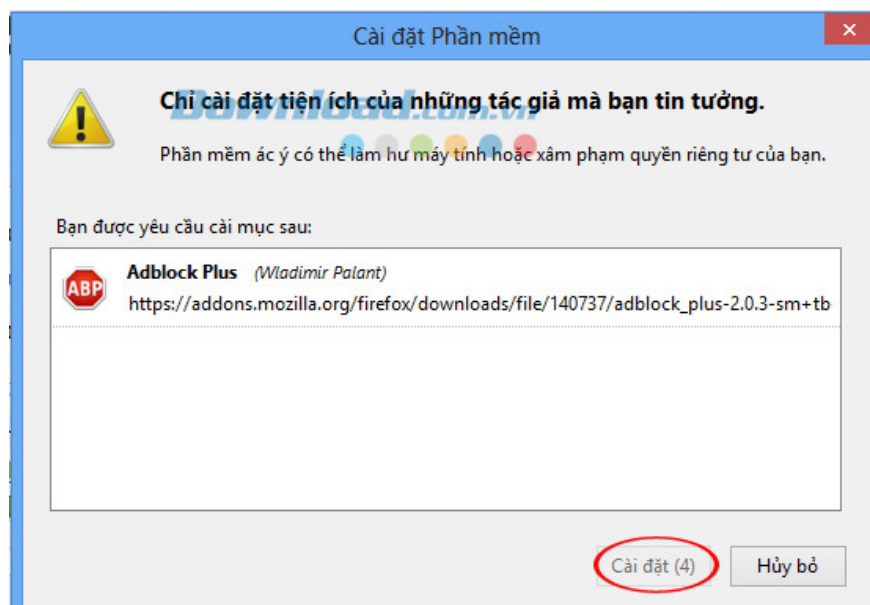 Cài đặt Phần mềm
Chỉ cài đặt tiện ích của những tác giả mà bạn tin tưởng.
Download.com.vn
Phần mềm ác ý có thể làm hư máy tính hoặc xâm phạm quyền riêng tư của bạn.
Bạn được yêu cầu cài mục sau:
Adblock Plus (Wladimir Palant)
ABP
https://addons.mozilla.org/firefox/downloads/file/140737/adblock_plus-2.0.3-sm+tb
Cài đặt (4) Hủy bỏ